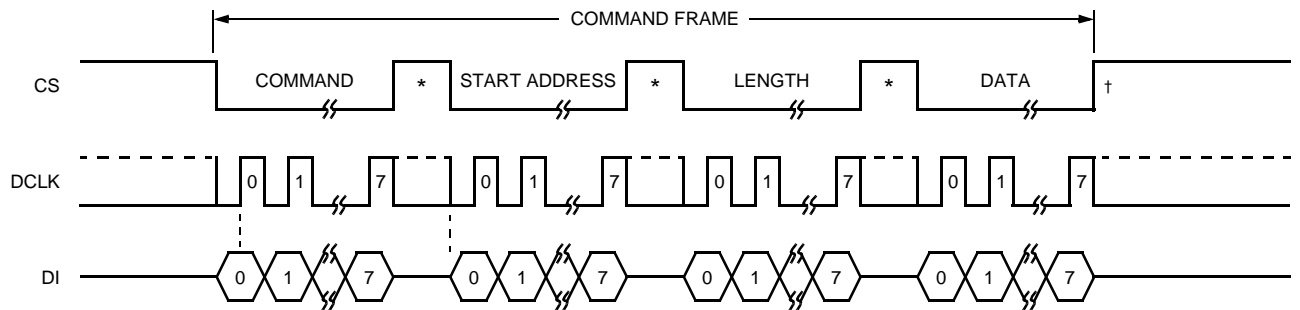 COMMAND FRAME
CS COMMAND * START ADDRESS * LENGTH * DATA †
DCLK 0 1 7 0 1 7 0 1 7 0 1 7
DI 0 1 7 0 1 7 0 1 7 0 1 7